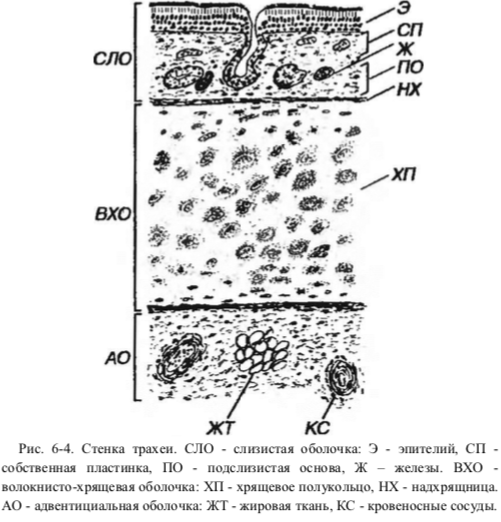 Э
СП
СЛО
Ж
ПО
НХ
ХП
ВХО
АО
ЖТ
КС
Рис. 6-4. Стенка трахеи. СЛО - слизистая оболочка: Э - эпителий, СП -
собственная пластинка, ПО - подслизистая основа, Ж – железы. ВХО -
волокнисто-хрящевая оболочка: ХП - хрящевое полукольцо, НХ - надхрящница.
АО - адвентициальная оболочка: ЖТ - жировая ткань, КС - кровеносные сосуды.